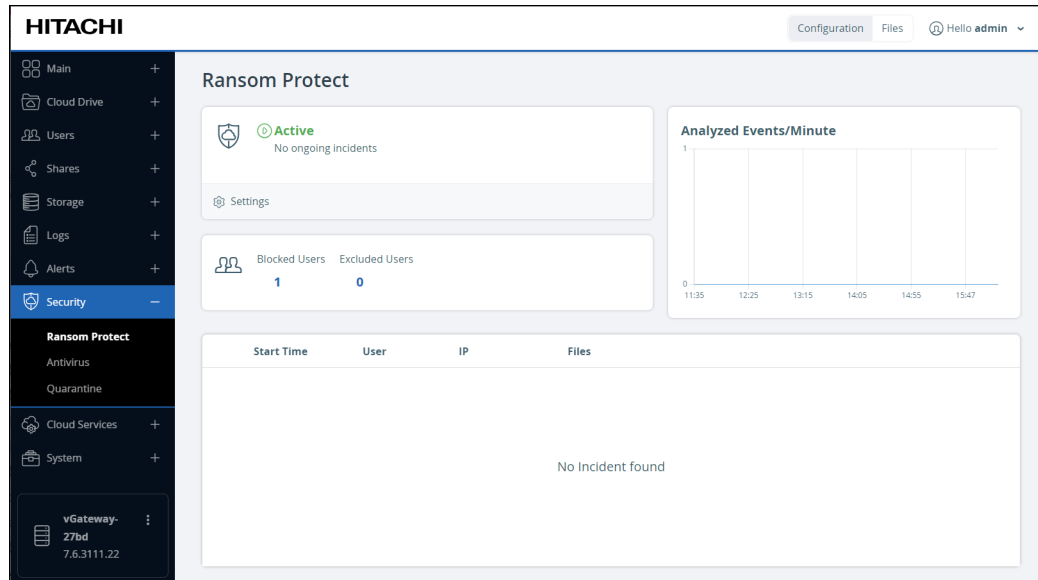 HITACHI
Configuration Files Hello admin
Main
Cloud Drive
Users
Shares
Storage
Logs
Alerts
Security
Ransom Protect
Antivirus
Quarantine
Cloud Services
System
vGateway-
27bd
7.6.3111.22
Ransom Protect
Active
No ongoing incidents
Settings
Blocked Users Excluded Users
1 0
Analyzed Events/Minute
1
0
11:35 12:25 13:15 14:05 14:55 15:47
Start Time User IP Files
No Incident found